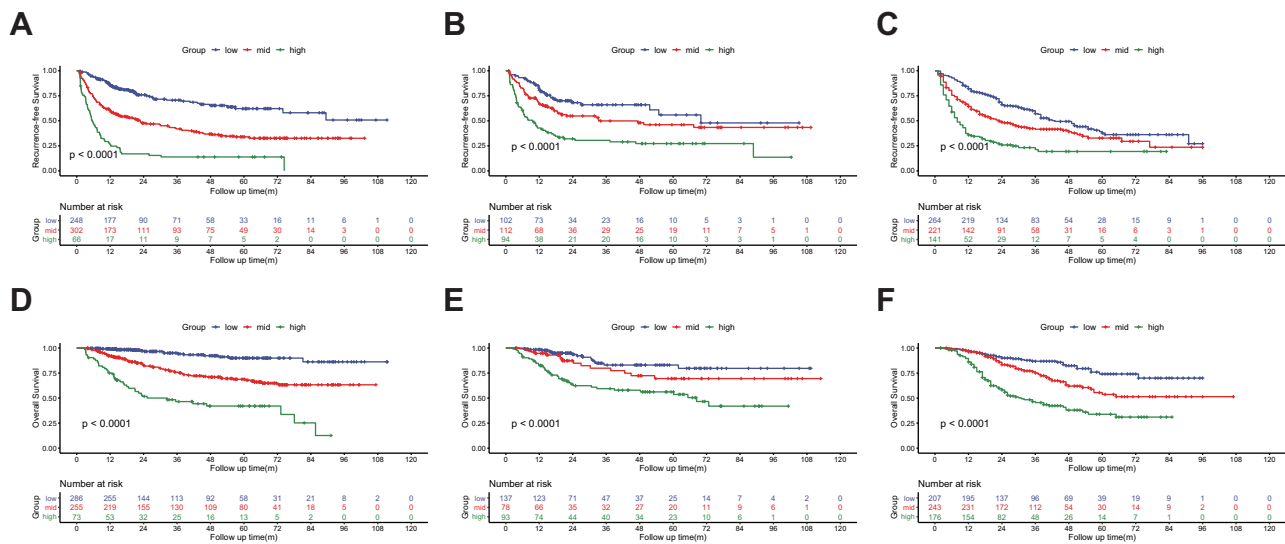 A
Group low mid high
Recurrence-free Survival
1.00
0.75
0.50
0.25
0.00
p < 0.0001
0 12 24 36 48 60 72 84 96 108 120
Follow up time(m)
Number at risk
Group
low 248 177 90 71 58 33 16 11 6 1 0
mid 302 173 111 93 75 49 30 14 3 0 0
high 66 17 11 9 7 5 2 0 0 0 0
0 12 24 36 48 60 72 84 96 108 120
Follow up time(m)
B
Group low mid high
Recurrence-free Survival
1.00
0.75
0.50
0.25
0.00
p < 0.0001
0 12 24 36 48 60 72 84 96 108 120
Follow up time(m)
Number at risk
Group
low 102 73 34 23 16 10 5 3 1 0 0
mid 112 68 36 29 25 19 11 7 5 1 0
high 94 38 21 20 16 10 3 3 1 0 0
0 12 24 36 48 60 72 84 96 108 120
Follow up time(m)
C
Group low mid high
Recurrence-free Survival
1.00
0.75
0.50
0.25
0.00
p < 0.0001
0 12 24 36 48 60 72 84 96 108 120
Follow up time(m)
Number at risk
Group
low 264 219 134 83 54 28 15 9 1 0 0
mid 221 142 91 58 31 16 6 3 1 0 0
high 141 52 29 12 7 5 4 0 0 0 0
0 12 24 36 48 60 72 84 96 108 120
Follow up time(m)
D
Group low mid high
Overall Survival
1.00
0.75
0.50
0.25
0.00
p < 0.0001
0 12 24 36 48 60 72 84 96 108 120
Follow up time(m)
Number at risk
Group
low 286 255 144 113 92 58 31 21 8 2 0
mid 255 219 155 130 109 80 41 18 5 0 0
high 73 53 32 25 16 13 5 2 0 0 0
0 12 24 36 48 60 72 84 96 108 120
Follow up time(m)
E
Group low mid high
Overall Survival
1.00
0.75
0.50
0.25
0.00
p < 0.0001
0 12 24 36 48 60 72 84 96 108 120
Follow up time(m)
Number at risk
Group
low 137 123 71 47 37 25 14 7 4 2 0
mid 78 66 35 32 27 20 11 9 6 1 0
high 93 74 44 40 34 23 10 6 1 0 0
0 12 24 36 48 60 72 84 96 108 120
Follow up time(m)
F
Group low mid high
Overall Survival
1.00
0.75
0.50
0.25
0.00
p < 0.0001
0 12 24 36 48 60 72 84 96 108 120
Follow up time(m)
Number at risk
Group
low 207 195 137 96 69 39 19 9 1 0 0
mid 243 231 172 112 54 30 14 9 2 0 0
high 176 154 82 48 26 14 7 1 0 0 0
0 12 24 36 48 60 72 84 96 108 120
Follow up time(m)